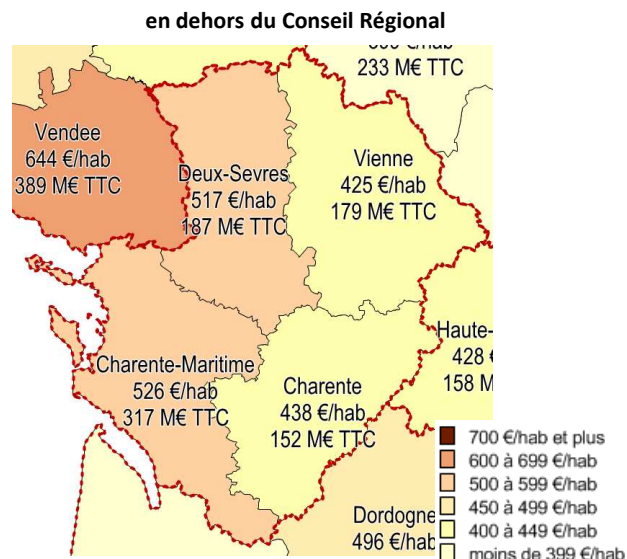 en dehors du Conseil Régional
233 M€ TTC
Vendee
644 €/hab
389 M€ TTC
Deux-Sevres
517 €/hab
187 M€ TTC
Vienne
425 €/hab
179 M€ TTC
Charente-Maritime
526 €/hab
317 M€ TTC
Charente
438 €/hab
152 M€ TTC
Haute-
428 €
158 M
Dordogne
496 €/hab
700 €/hab et plus
600 à 699 €/hab
500 à 599 €/hab
450 à 499 €/hab
400 à 449 €/hab
moins de 399 €/hab